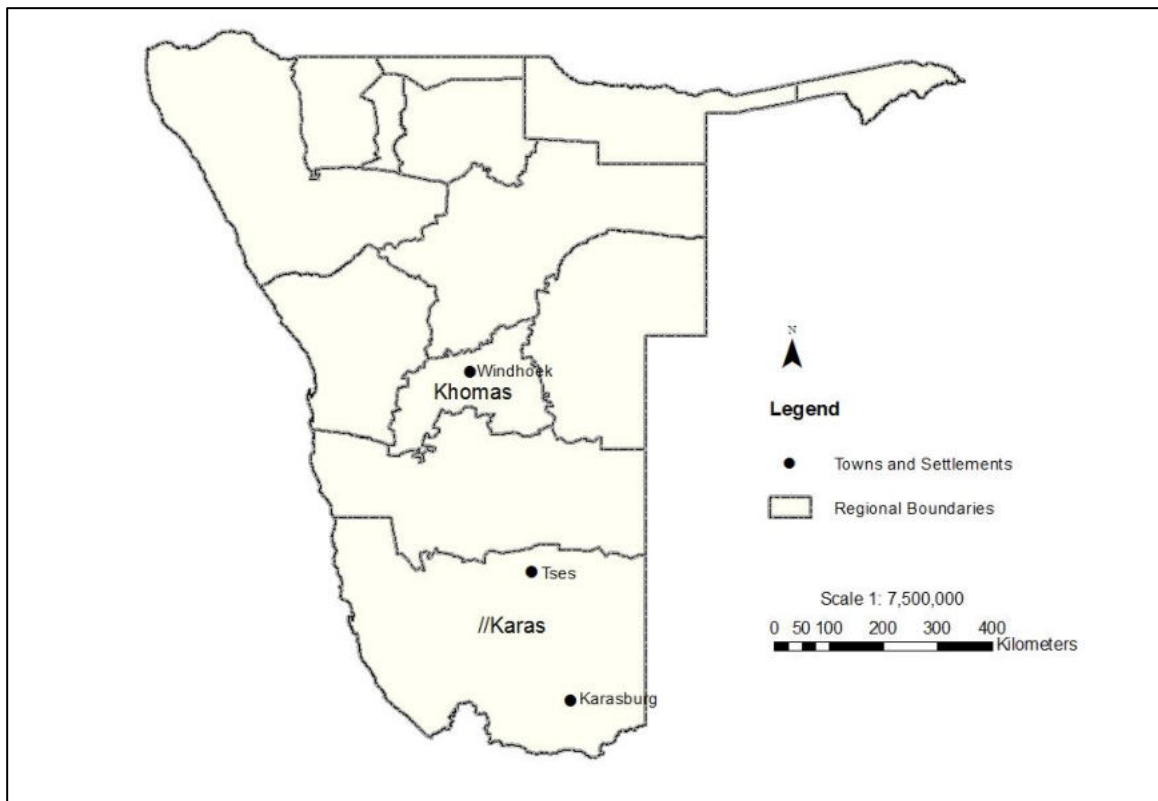 Windhoek
Khomas
N
Legend
Towns and Settlements
Regional Boundaries
Tses
//Karas
Scale 1: 7,500,000
0 50 100 200 300 400
Kilometers
Karasburg